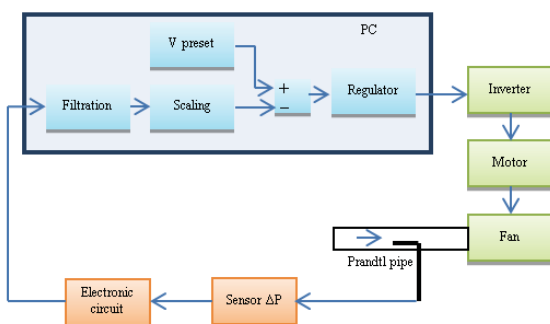 PC
V preset
+
−
Filtration
Scaling
Regulator
Inverter
Motor
Fan
Prandtl pipe
Sensor ΔP
Electronic
circuit